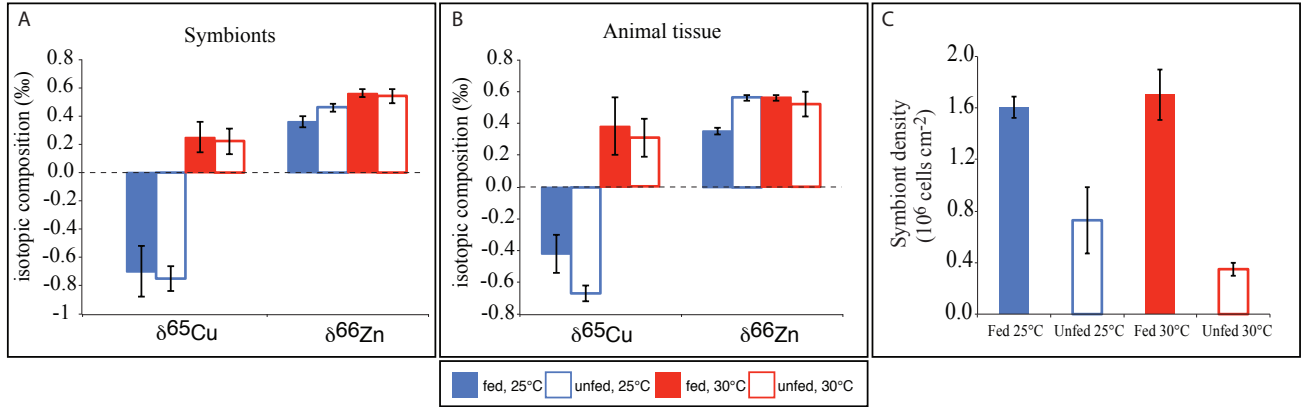 A
Symbionts
isotopic composition (‰)
0.8
0.6
0.4
0.2
0.0
-0.2
-0.4
-0.6
-0.8
-1
δ65Cu
δ66Zn
B
Animal tissue
isotopic composition (‰)
0.8
0.6
0.4
0.2
0.0
-0.2
-0.4
-0.6
-0.8
δ65Cu
δ66Zn
C
Symbiont density
(10⁶ cells cm⁻²)
2.0
1.6
1.2
0.8
0.4
0.0
Fed 25°C
Unfed 25°C
Fed 30°C
Unfed 30°C
fed, 25°C
unfed, 25°C
fed, 30°C
unfed, 30°C